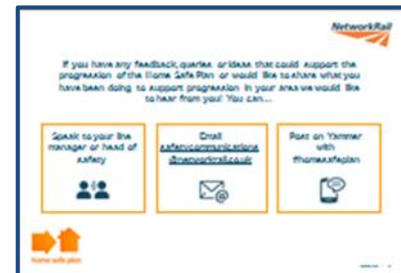 NetworkRail
If you have any feedback, queries, or ideas that could support the
progression of the Home Safe Plan or would like to share what you
have been doing to support progression in your area we would like
to hear from you! You can...
Speak to your line
manager or head of
safety
Email
safetycommunications
@networkrail.co.uk
Post on Yammer
with
#homesafeplan
home safe plan